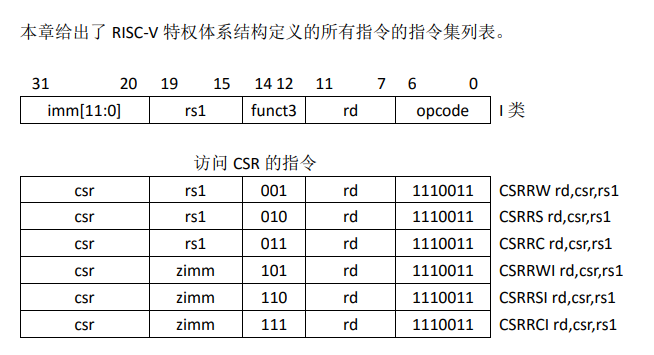 本章给出了 RISC-V 特权体系结构定义的所有指令的指令集列表。
31 20 19 15 14 12 11 7 6 0
imm[11:0] rs1 funct3 rd opcode I 类
访问 CSR 的指令
csr rs1 001 rd 1110011 CSRRW rd,csr,rs1
csr rs1 010 rd 1110011 CSRRS rd,csr,rs1
csr rs1 011 rd 1110011 CSRRC rd,csr,rs1
csr zimm 101 rd 1110011 CSRRWI rd,csr,rs1
csr zimm 110 rd 1110011 CSRRSI rd,csr,rs1
csr zimm 111 rd 1110011 CSRRCI rd,csr,rs1